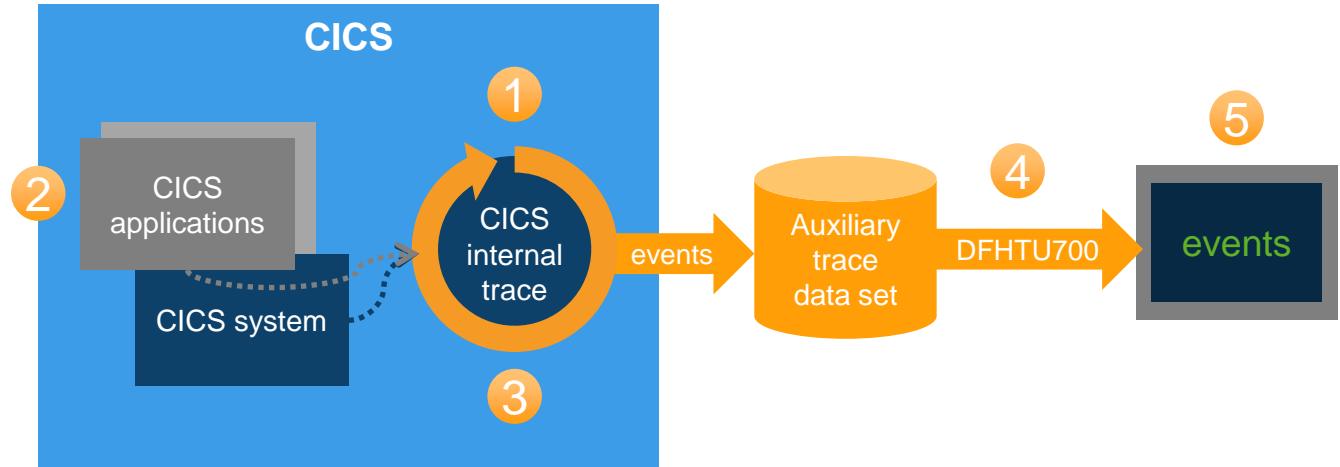 CICS
1
2
CICS
applications
CICS system
CICS
internal
trace
3
events
Auxiliary
trace
data set
4
DFHTU700
5
events